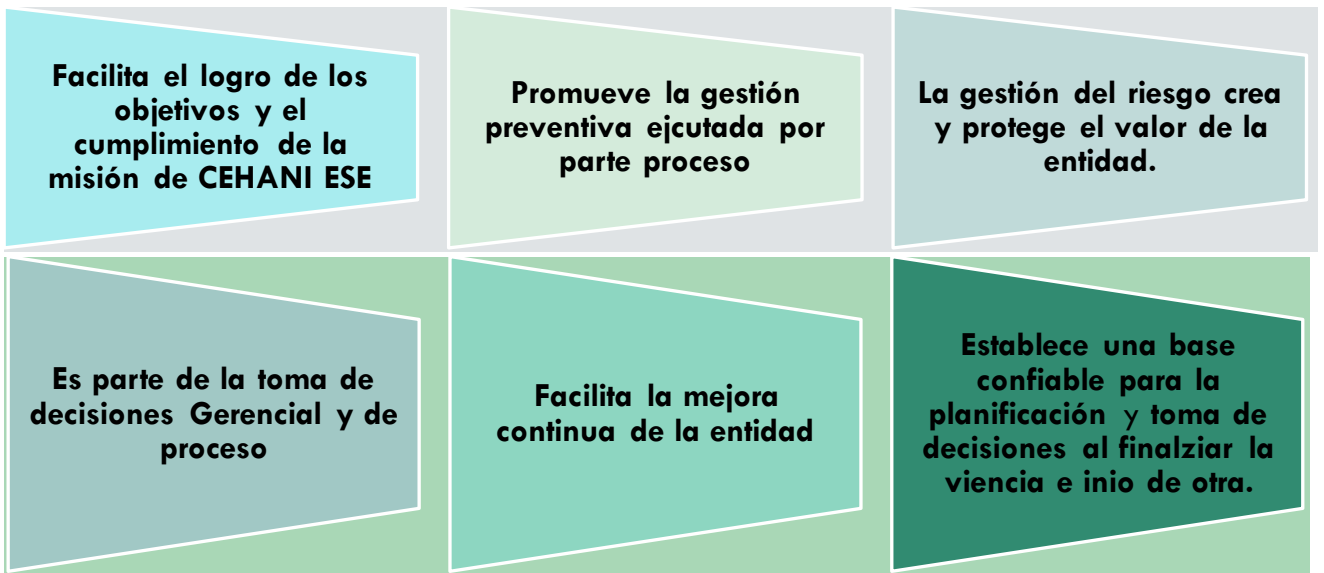 Facilita el logro de los
objetivos y el
cumplimiento de la
misión de CEHANI ESE
Promueve la gestión
preventiva ejcutada por
parte proceso
La gestión del riesgo crea
y protege el valor de la
entidad.
Es parte de la toma de
decisiones Gerencial y de
proceso
Facilita la mejora
continua de la entidad
Establece una base
confiable para la
planificación y toma de
decisiones al finalziar la
viencia e inio de otra.